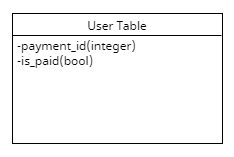 User Table
-payment_id(integer)
-is_paid(bool)